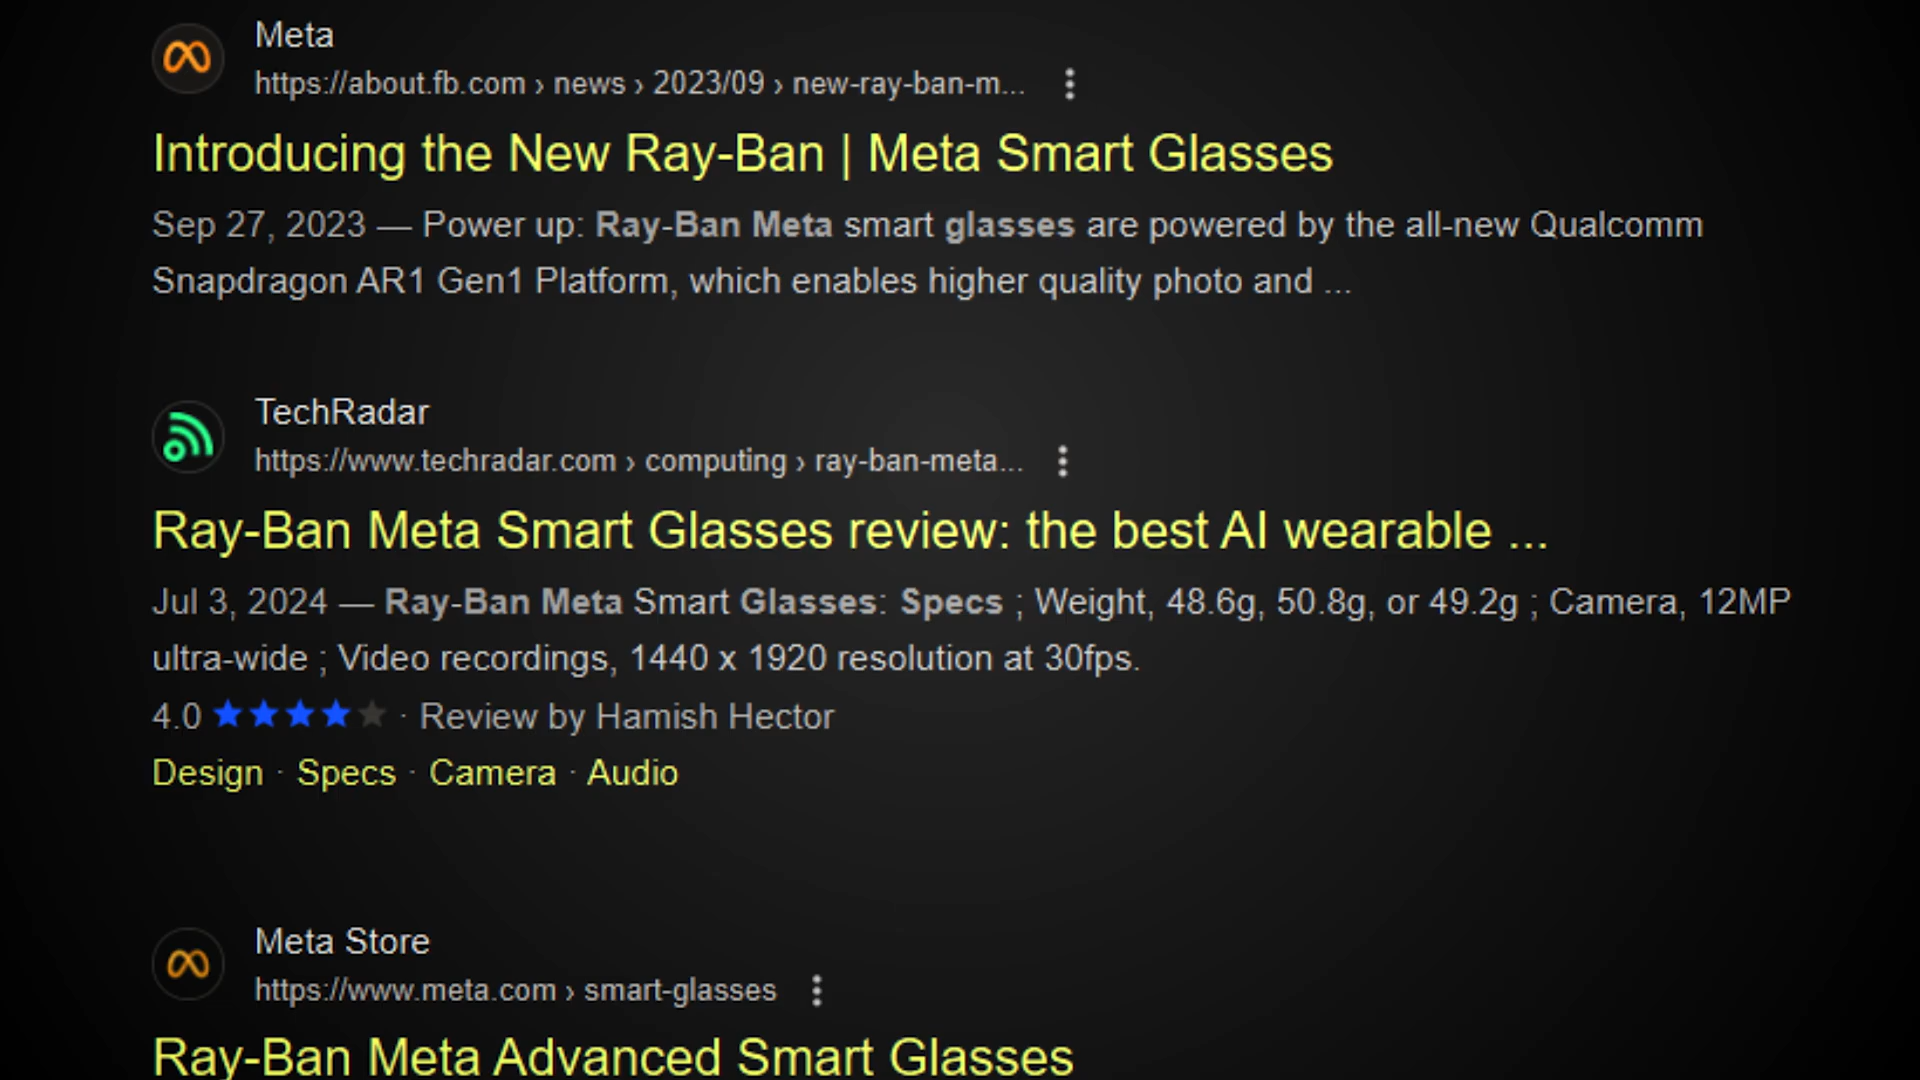 Meta
https://about.fb.com › news › 2023/09 › new-ray-ban-m...
Introducing the New Ray-Ban | Meta Smart Glasses
Sep 27, 2023 — Power up: Ray-Ban Meta smart glasses are powered by the all-new Qualcomm
Snapdragon AR1 Gen1 Platform, which enables higher quality photo and ...
TechRadar
https://www.techradar.com › computing › ray-ban-meta...
Ray-Ban Meta Smart Glasses review: the best AI wearable ...
Jul 3, 2024 — Ray-Ban Meta Smart Glasses: Specs ; Weight, 48.6g, 50.8g, or 49.2g ; Camera, 12MP
ultra-wide ; Video recordings, 1440 x 1920 resolution at 30fps.
4.0 ★★★★★ · Review by Hamish Hector
Design · Specs · Camera · Audio
Meta Store
https://www.meta.com › smart-glasses
Ray-Ban Meta Advanced Smart Glasses